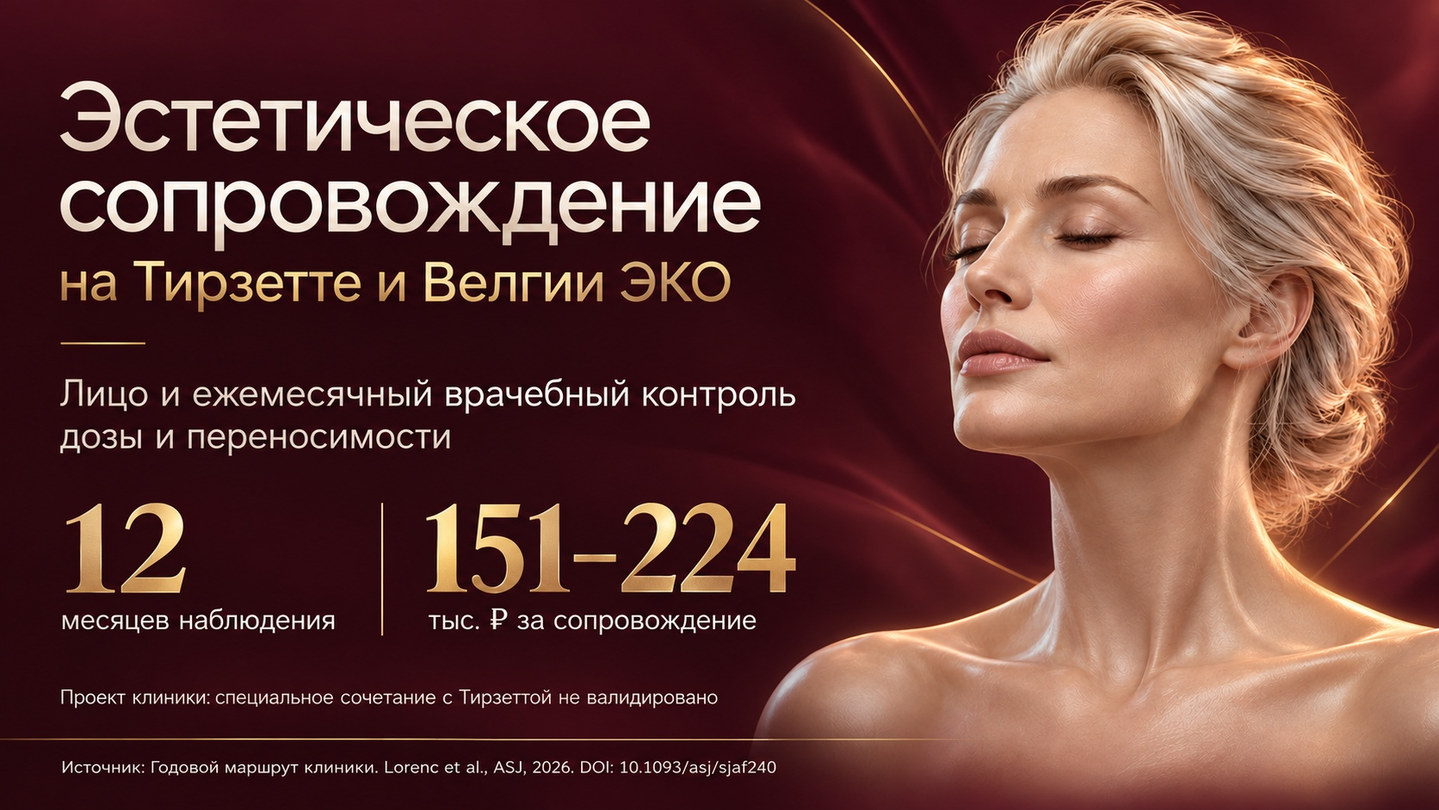 Эстетическое
сопровождение
на Тирзетте и Велгии ЭКО
Лицо и ежемесячный врачебный контроль
дозы и переносимости
12
месяцев наблюдения
151–224
тыс. ₽ за сопровождение
Проект клиники: специальное сочетание с Тирзеттой не валидировано
Источник: Годовой маршрут клиники. Lorenc et al., ASJ, 2026. DOI: 10.1093/asj/sjaf240